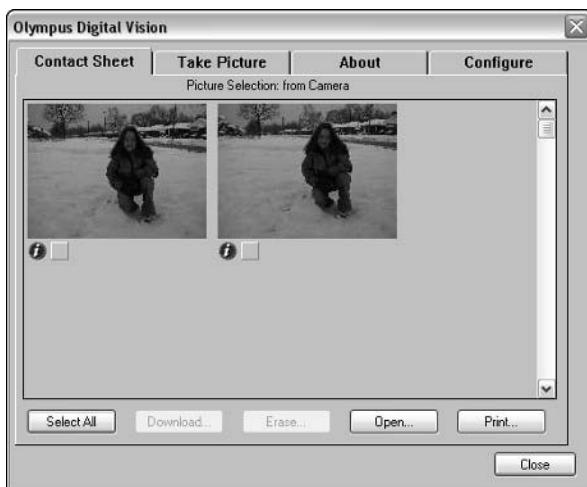 Olympus Digital Vision
Contact Sheet Take Picture About Configure
Picture Selection: from Camera
Select All Download... Erase... Open... Print...
Close